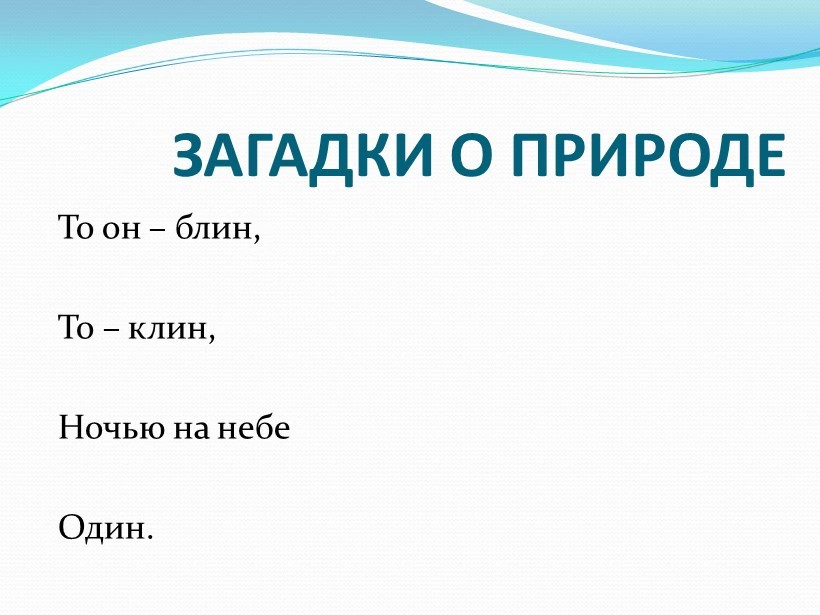 ЗАГАДКИ О ПРИРОДЕ
То он – блин,
То – клин,
Ночью на небе
Один.